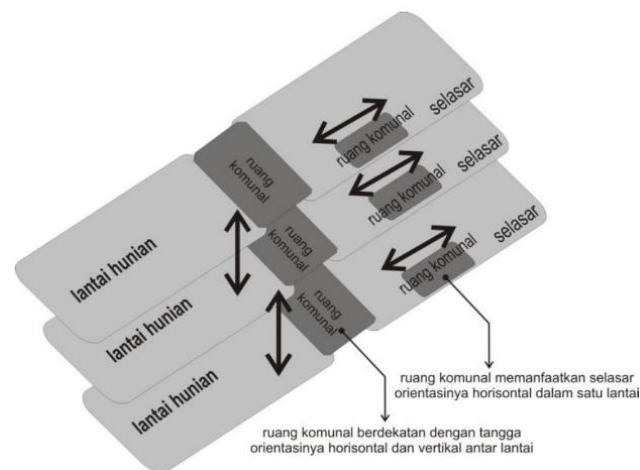 selasar
ruang komunal
ruang
komunal
selasar
ruang komunal
lantai hunian
ruang
komunal
selasar
ruang komunal
lantai hunian
ruang
komunal
lantai hunian
ruang komunal memanfaatkan selasar
orientasinya horisontal dalam satu lantai
ruang komunal berdekatan dengan tangga
orientasinya horisontal dan vertikal antar lantai